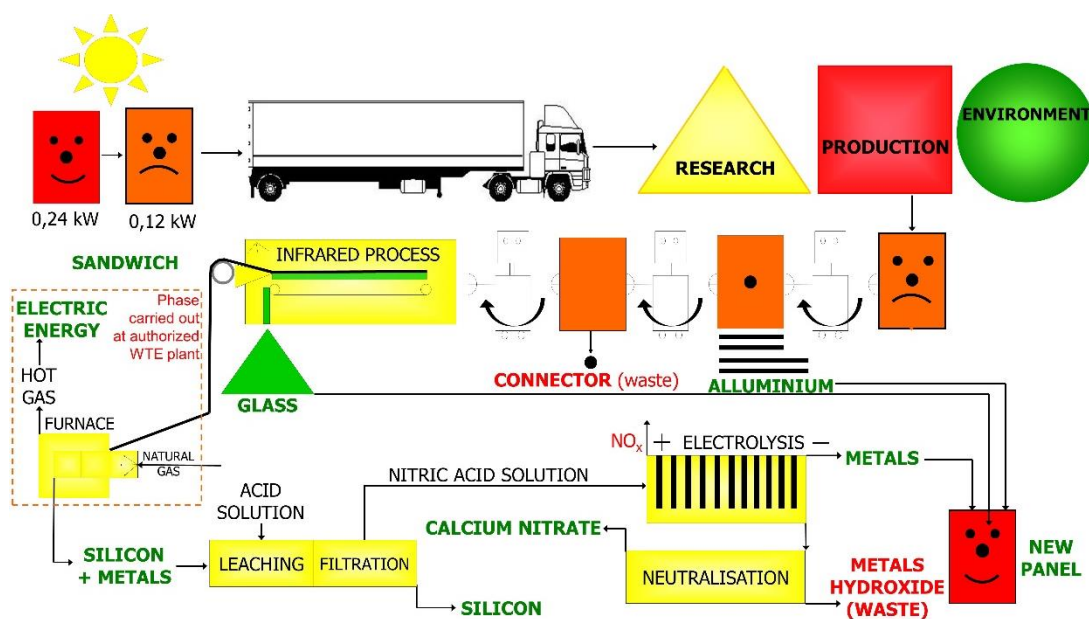 RESEARCH
PRODUCTION
ENVIRONMENT
0,24 kW
0,12 kW
SANDWICH
INFRARED PROCESS
ELECTRIC
ENERGY
Phase
carried out
at authorized
WTE plant
HOT
GAS
FURNACE
NATURAL
GAS
GLASS
CONNECTOR (waste)
ALLUMINIUM
NOx
+ ELECTROLYSIS −
METALS
ACID
SOLUTION
NITRIC ACID SOLUTION
CALCIUM NITRATE
SILICON
+ METALS
LEACHING
FILTRATION
SILICON
NEUTRALISATION
METALS
HYDROXIDE
(WASTE)
NEW
PANEL